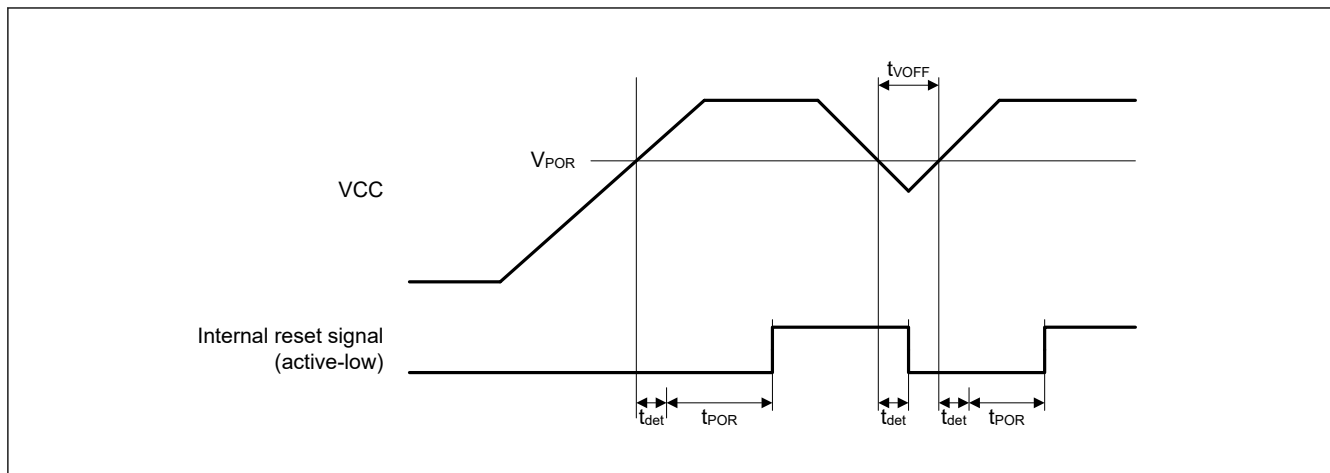 tVOFF
VPOR
VCC
Internal reset signal
(active-low)
tdet
tPOR
tdet
tdet
tPOR